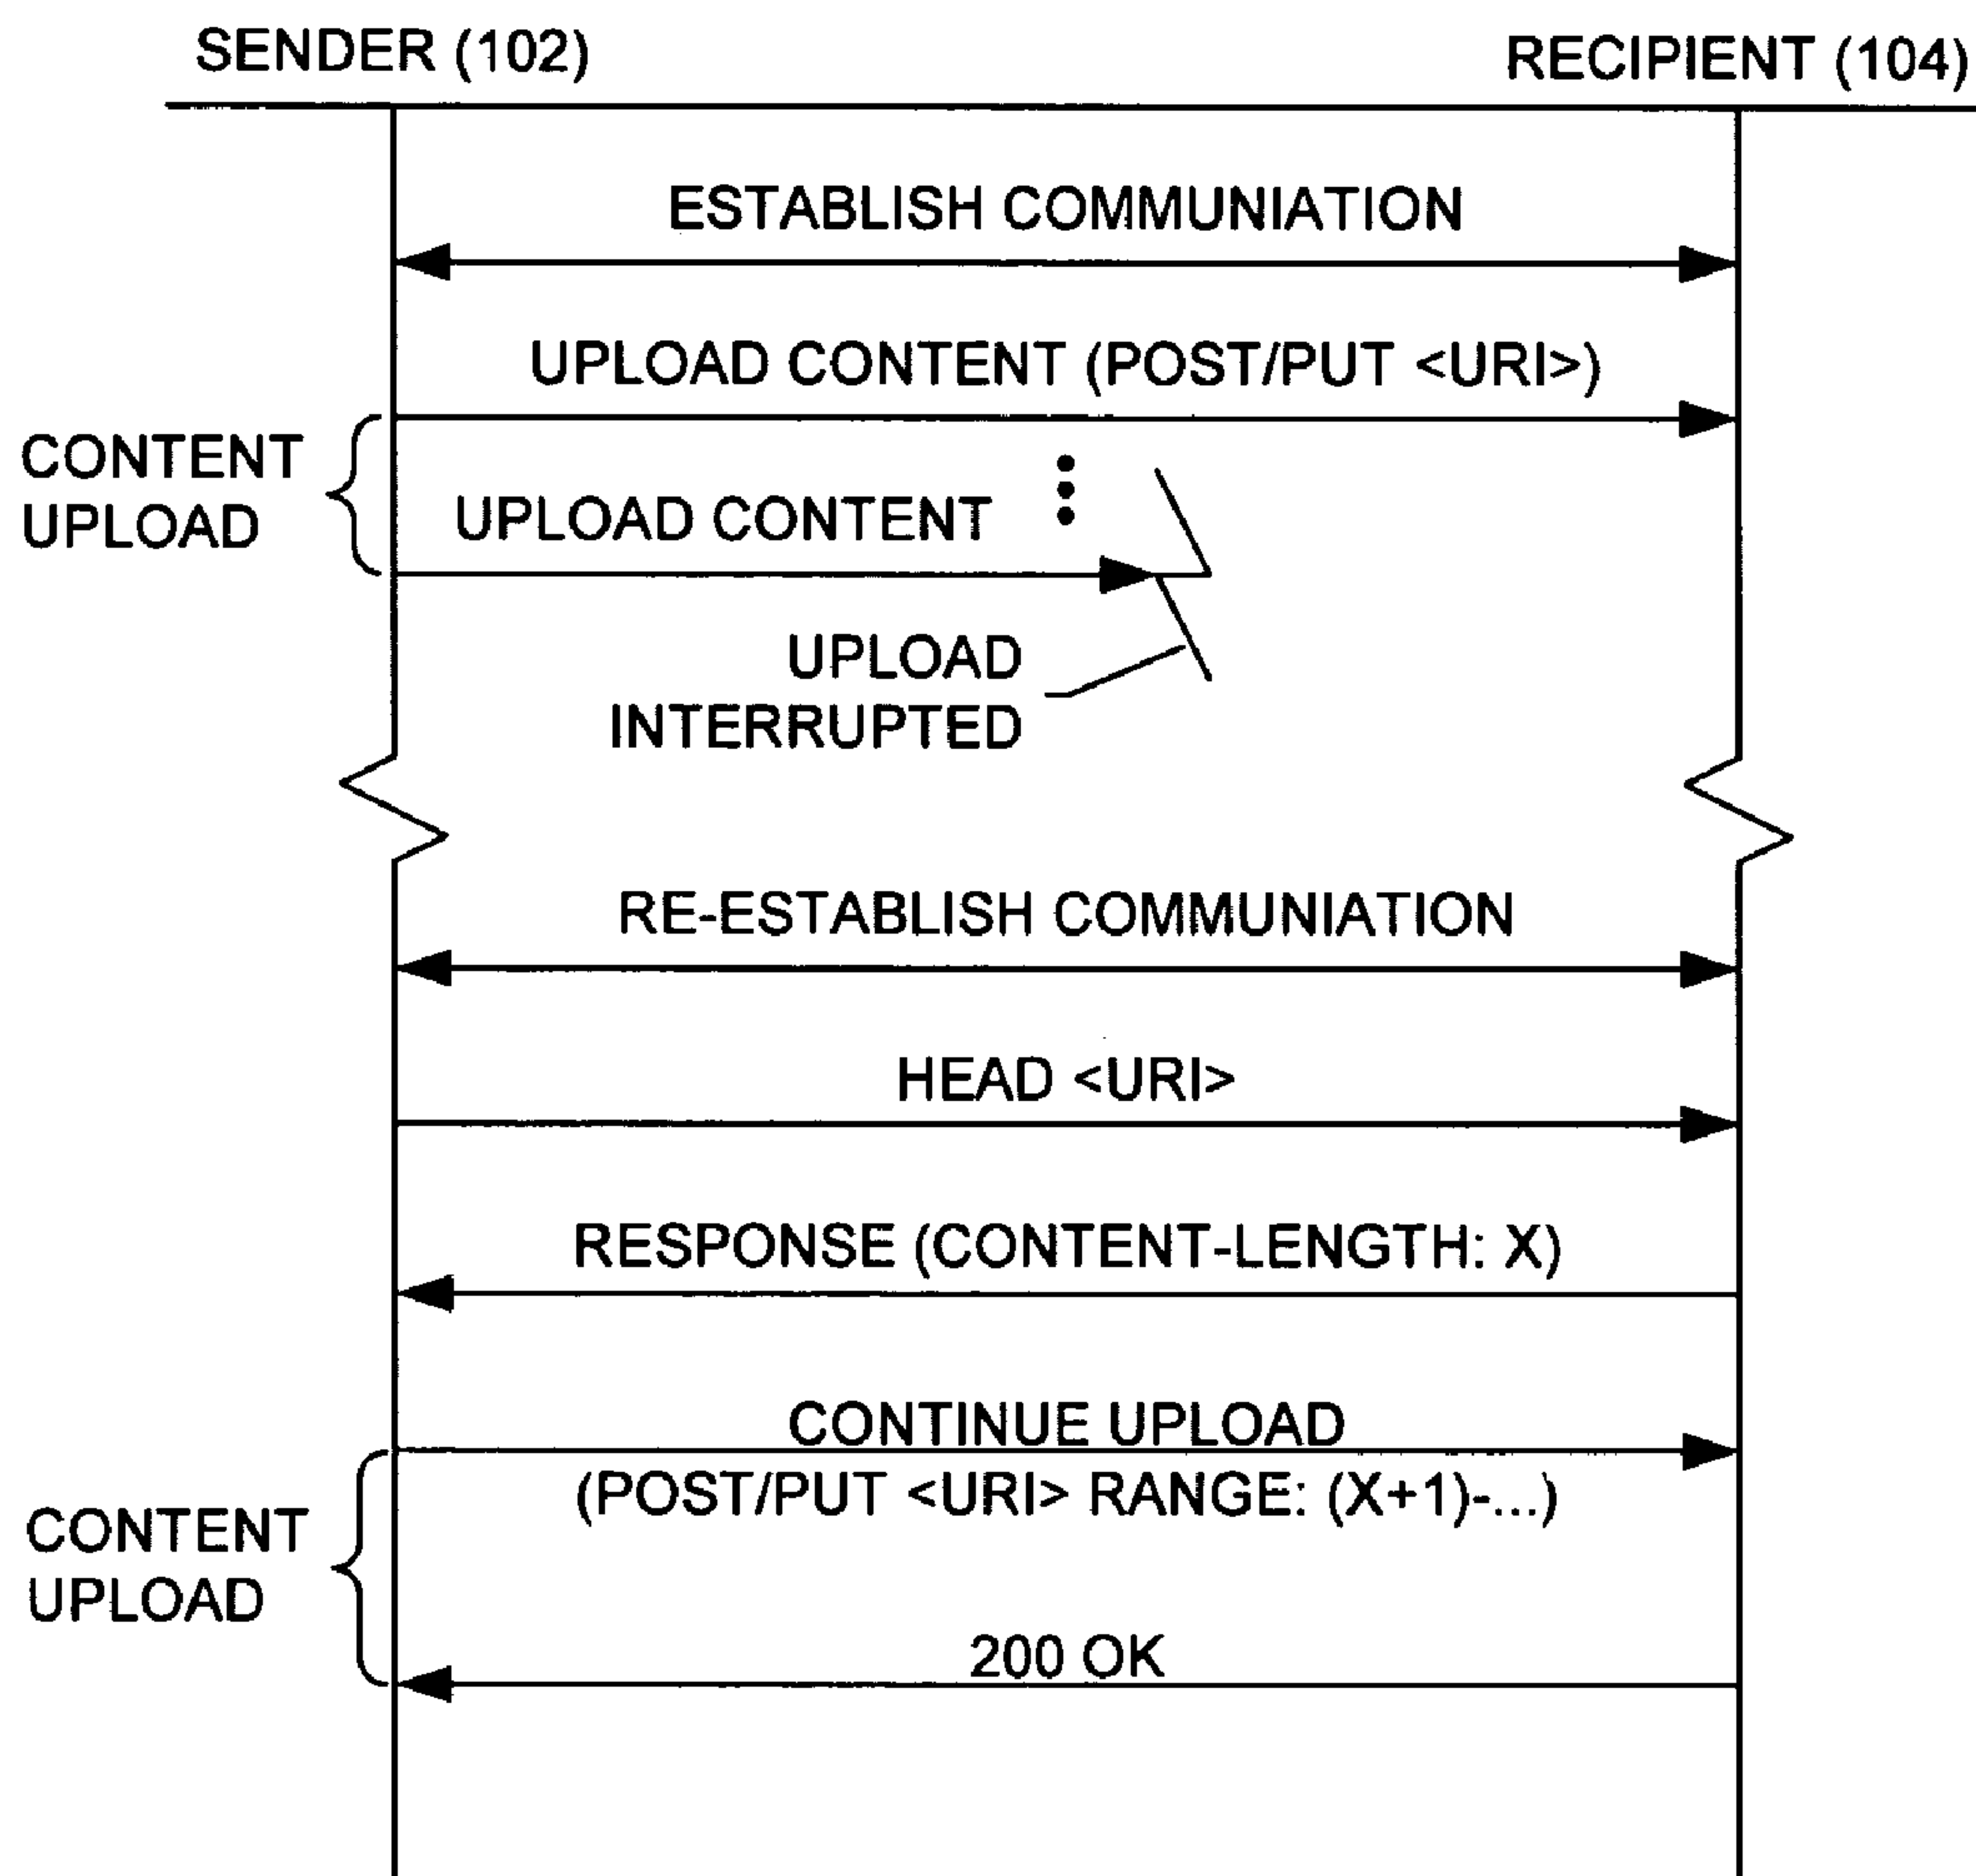 SENDER (102)
RECIPIENT (104)
ESTABLISH COMMUNIATION
UPLOAD CONTENT (POST/PUT <URI>)
CONTENT
UPLOAD
UPLOAD CONTENT
UPLOAD
INTERRUPTED
RE-ESTABLISH COMMUNIATION
HEAD <URI>
RESPONSE (CONTENT-LENGTH: X)
CONTINUE UPLOAD
(POST/PUT <URI> RANGE: (X+1)-...)
CONTENT
UPLOAD
200 OK